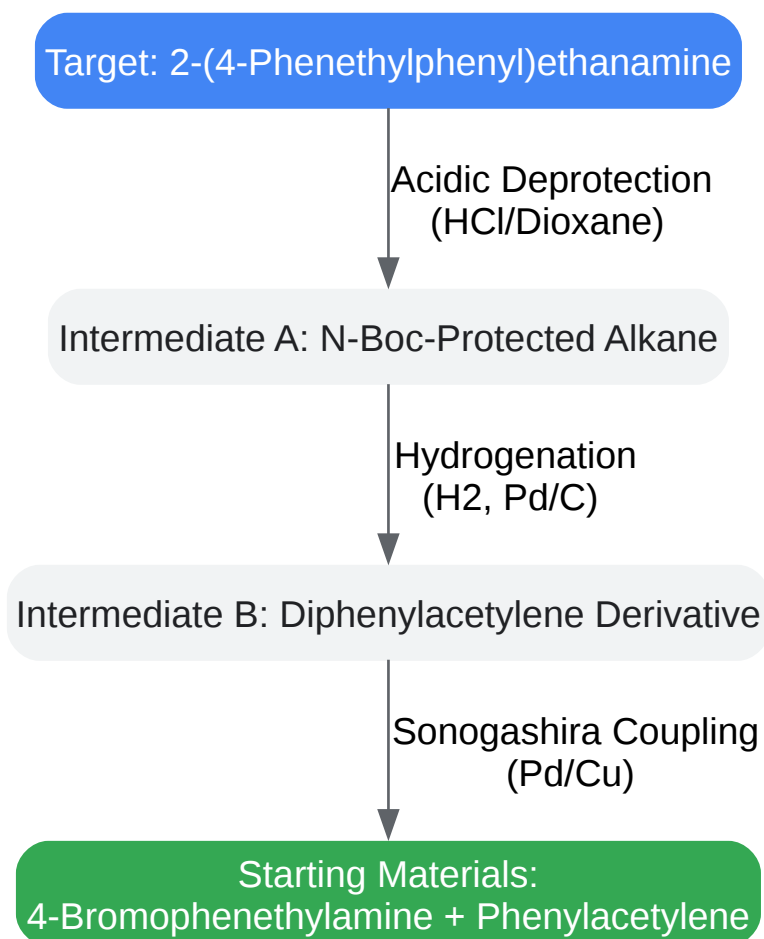 Target: 2-(4-Phenethylphenyl)ethanamine
Acidic Deprotection
(HCl/Dioxane)
Intermediate A: N-Boc-Protected Alkane
Hydrogenation
(H2, Pd/C)
Intermediate B: Diphenylacetylene Derivative
Sonogashira Coupling
(Pd/Cu)
Starting Materials:
4-Bromophenethylamine + Phenylacetylene